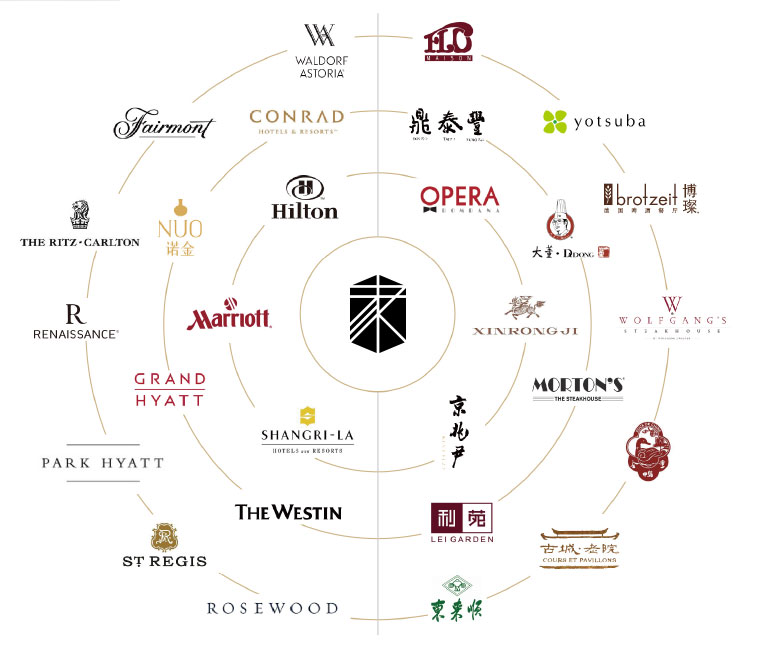 WALDORF
ASTORIA
FLO
MAISON
Fairmont
CONRAD
HOTELS & RESORTS™
鼎泰豐
yotsuba
Hilton
OPERA
BOMBANA
brotzeit
博璨
德国啤酒餐厅
THE RITZ·CARLTON
NUO
诺金
大董·DADONG
R
RENAISSANCE
Marriott
XINRONGJI
W
WOLFGANG'S
STEAKHOUSE
GRAND
HYATT
MORTON'S
THE STEAKHOUSE
S
SHANGRI-LA
HOTELS AND RESORTS
京兆尹
PARK HYATT
THE WESTIN
利苑
LEI GARDEN
ST REGIS
古城·老院
COURS ET PAVILLONS
ROSEWOOD
東来順